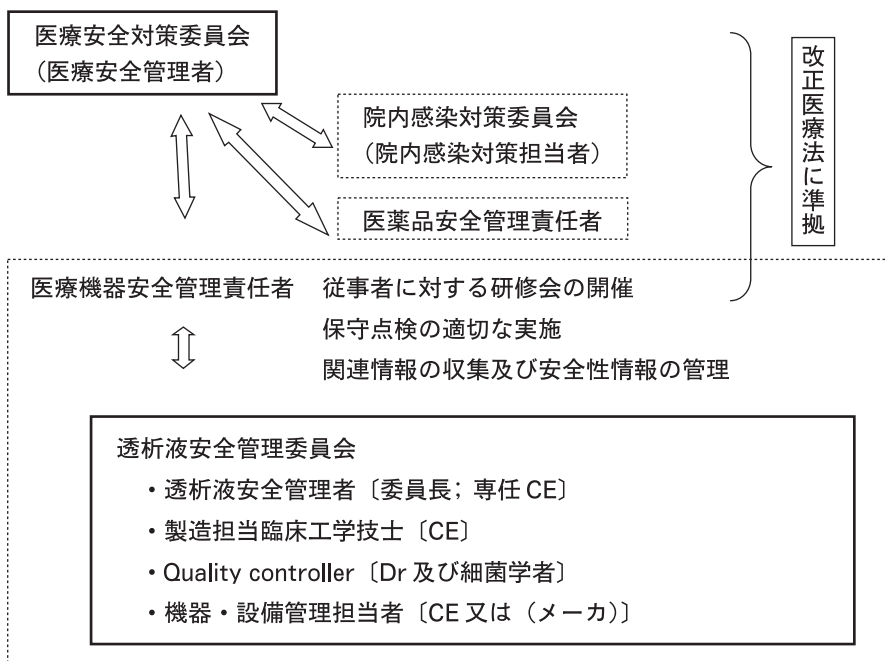 医療安全対策委員会
（医療安全管理者）
院内感染対策委員会
（院内感染対策担当者）
医薬品安全管理責任者
改正医療法に準拠
医療機器安全管理責任者 従事者に対する研修会の開催
保守点検の適切な実施
関連情報の収集及び安全性情報の管理
透析液安全管理委員会
・透析液安全管理者〔委員長; 専任 CE〕
・製造担当臨床工学技士〔CE〕
・Quality controller〔Dr 及び細菌学者〕
・機器・設備管理担当者〔CE 又は（メーカ）〕